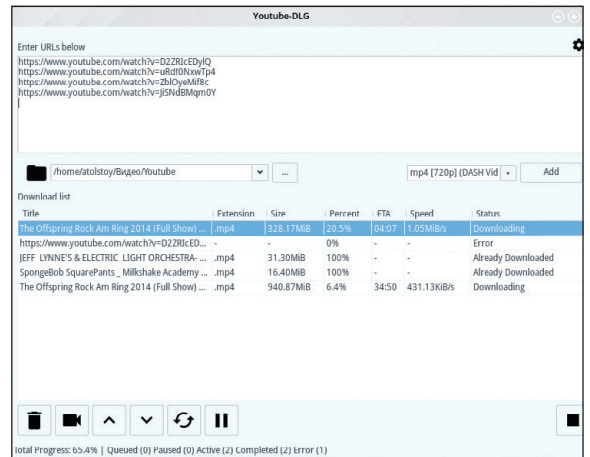 Youtube-DLG
Enter URLs below
https://www.youtube.com/watch?v=D2ZRIcEDylQ
https://www.youtube.com/watch?v=uRdf0NxwTp4
https://www.youtube.com/watch?v=ZblOyeMif8c
https://www.youtube.com/watch?v=JiSNdBMqm0Y
/home/atolstoy/Видео/Youtube ... mp4 [720p] (DASH Vid Add
Download list
Title Extension Size Percent ETA Speed Status
The Offspring Rock Am Ring 2014 (Full Show) ... .mp4 328.17MiB 20.5% 04:07 1.05MiB/s Downloading
https://www.youtube.com/watch?v=D2ZRIcED... - - 0% - - Error
JEFF LYNNE'S & ELECTRIC LIGHT ORCHESTRA- ... .mp4 31.30MiB 100% - - Already Downloaded
SpongeBob SquarePants _ Milkshake Academy ... .mp4 16.40MiB 100% - - Already Downloaded
The Offspring Rock Am Ring 2014 (Full Show) ... .mp4 940.87MiB 6.4% 34:50 431.13KiB/s Downloading
Total Progress: 65.4% | Queued (0) Paused (0) Active (2) Completed (2) Error (1)